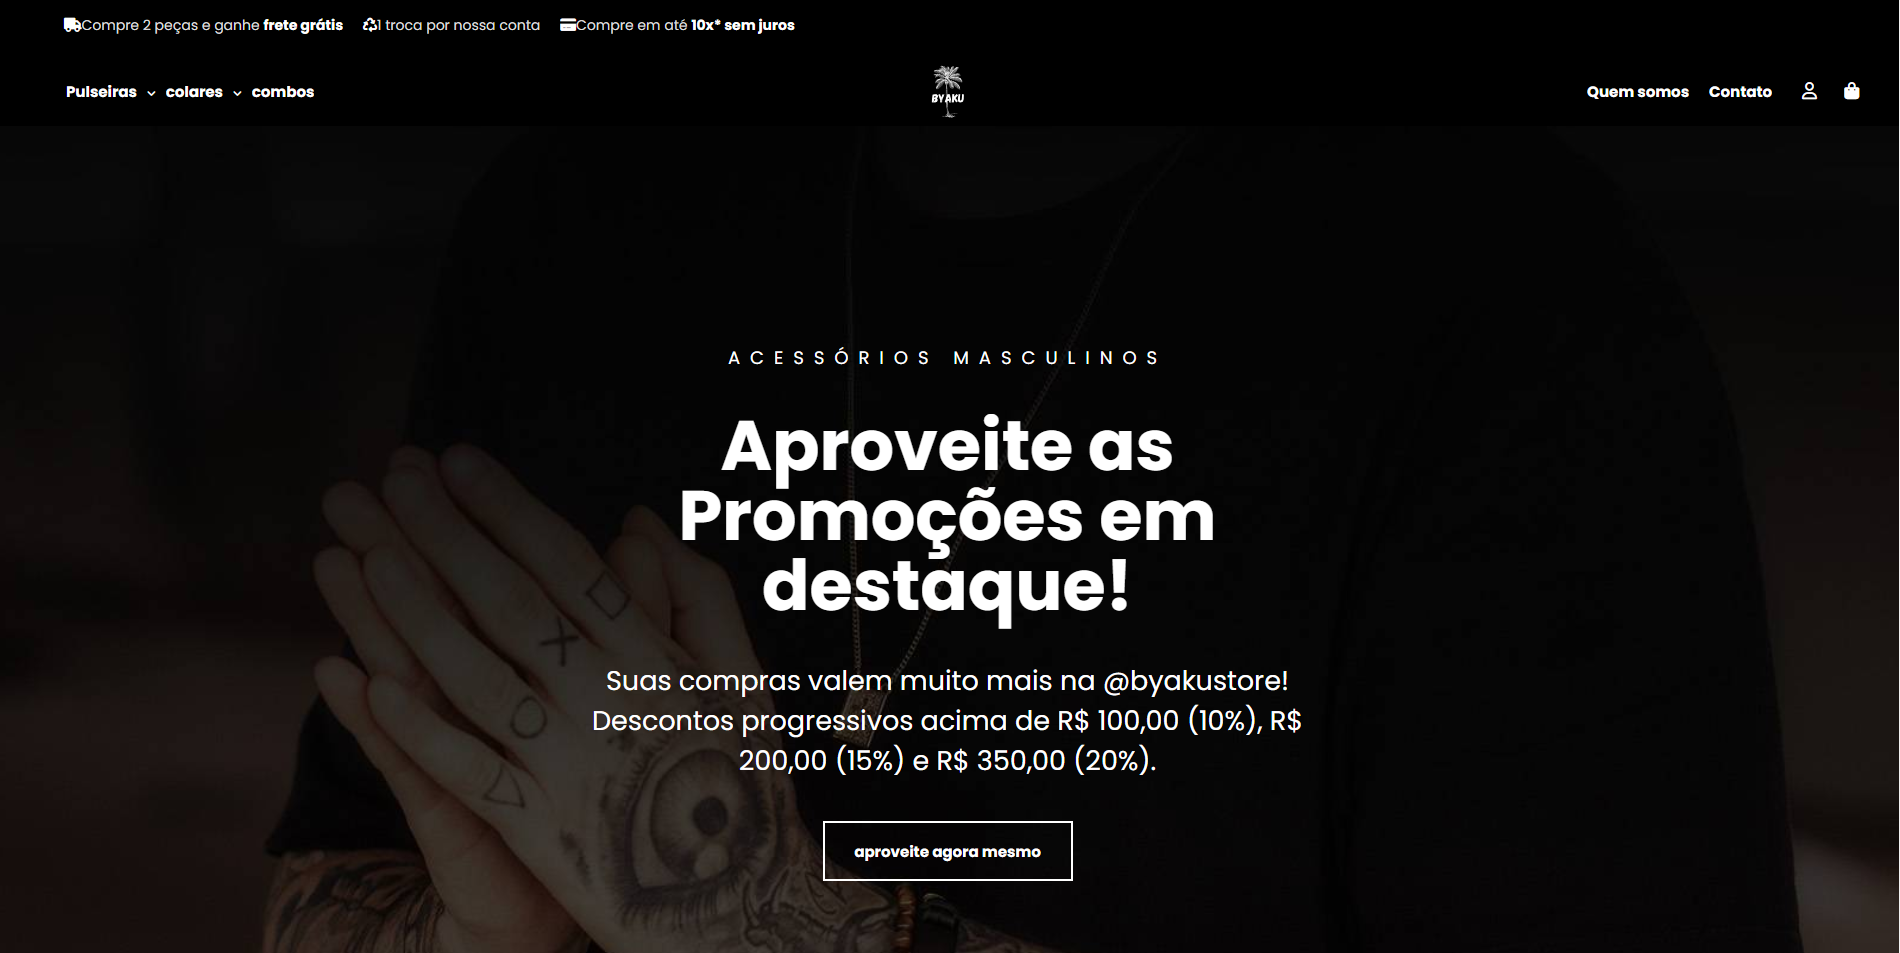 Compre 2 peças e ganhe frete grátis 1 troca por nossa conta Compre em até 10x* sem juros
Pulseiras colares combos BYAKU Quem somos Contato
ACESSÓRIOS MASCULINOS
Aproveite as
Promoções em
destaque!
Suas compras valem muito mais na @byakustore!
Descontos progressivos acima de R$ 100,00 (10%), R$
200,00 (15%) e R$ 350,00 (20%).
aproveite agora mesmo